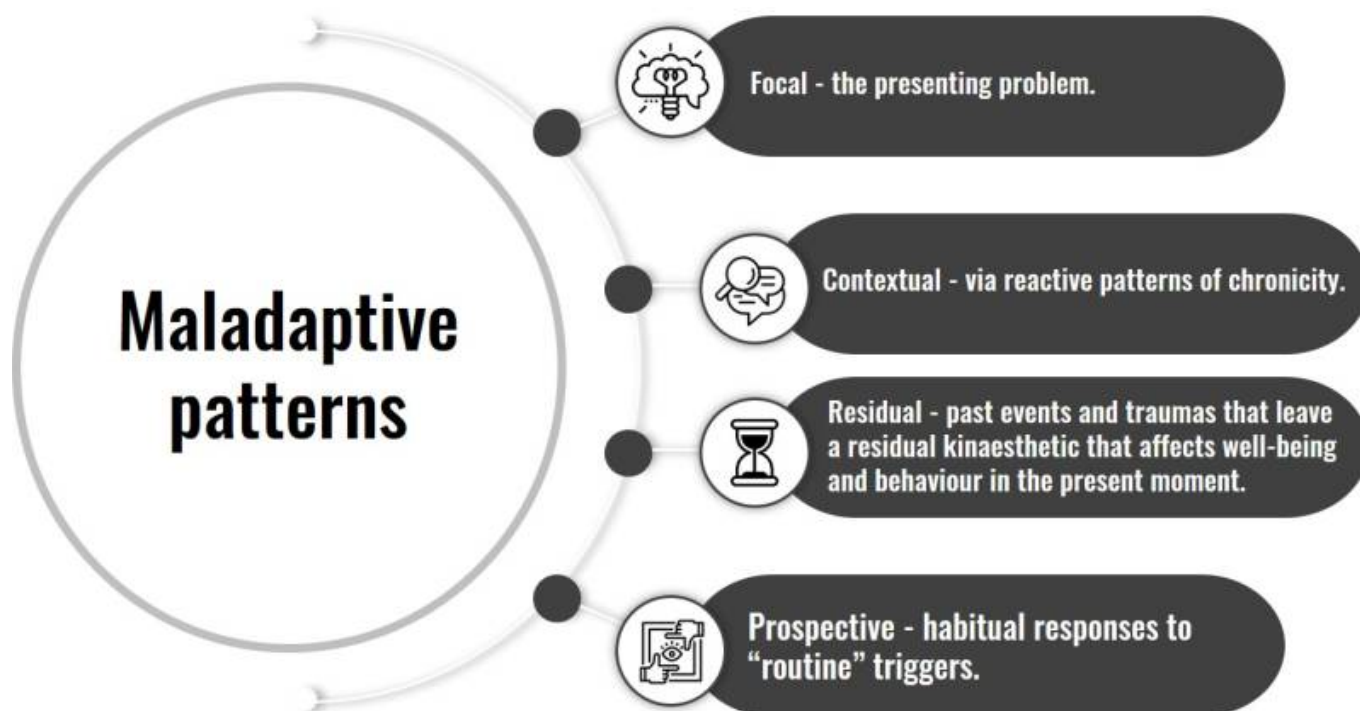 Maladaptive
patterns
Focal - the presenting problem.
Contextual - via reactive patterns of chronicity.
Residual - past events and traumas that leave
a residual kinaesthetic that affects well-being
and behaviour in the present moment.
Prospective - habitual responses to
“routine” triggers.